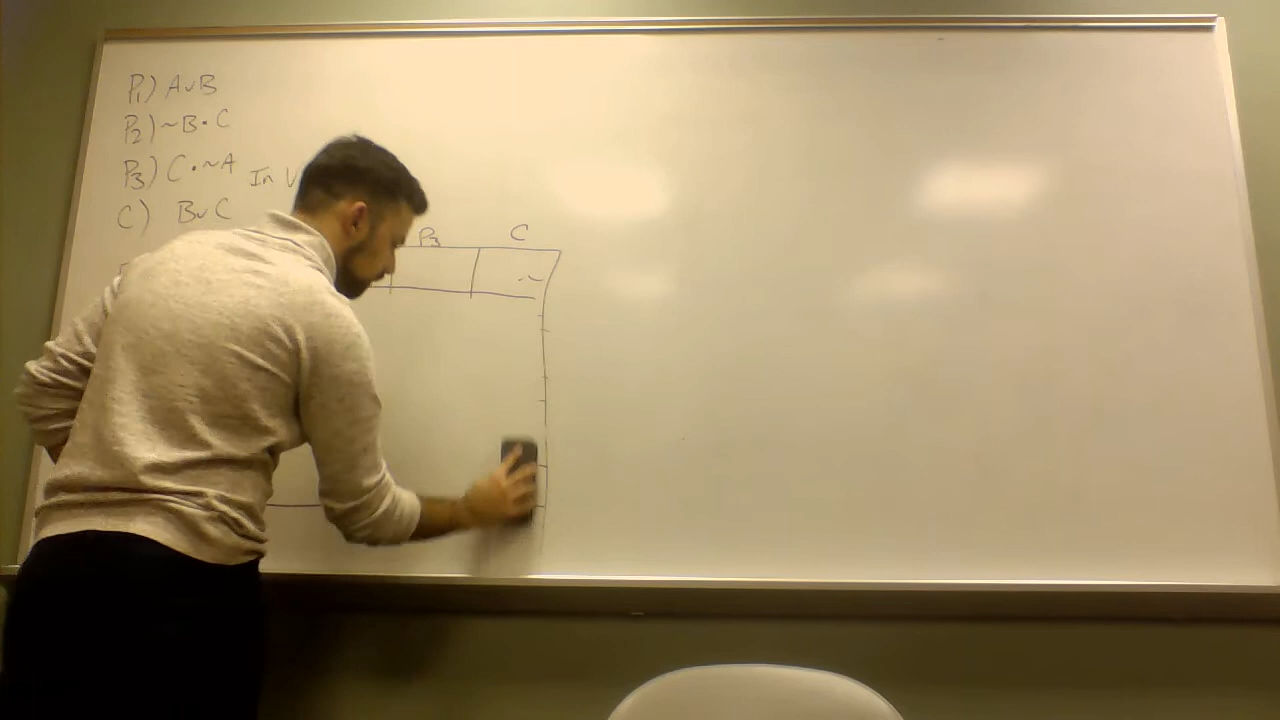 P₁) A∨B
P₂) ~B•C
P₃) C•~A In V
C) B∨C
P₃ C